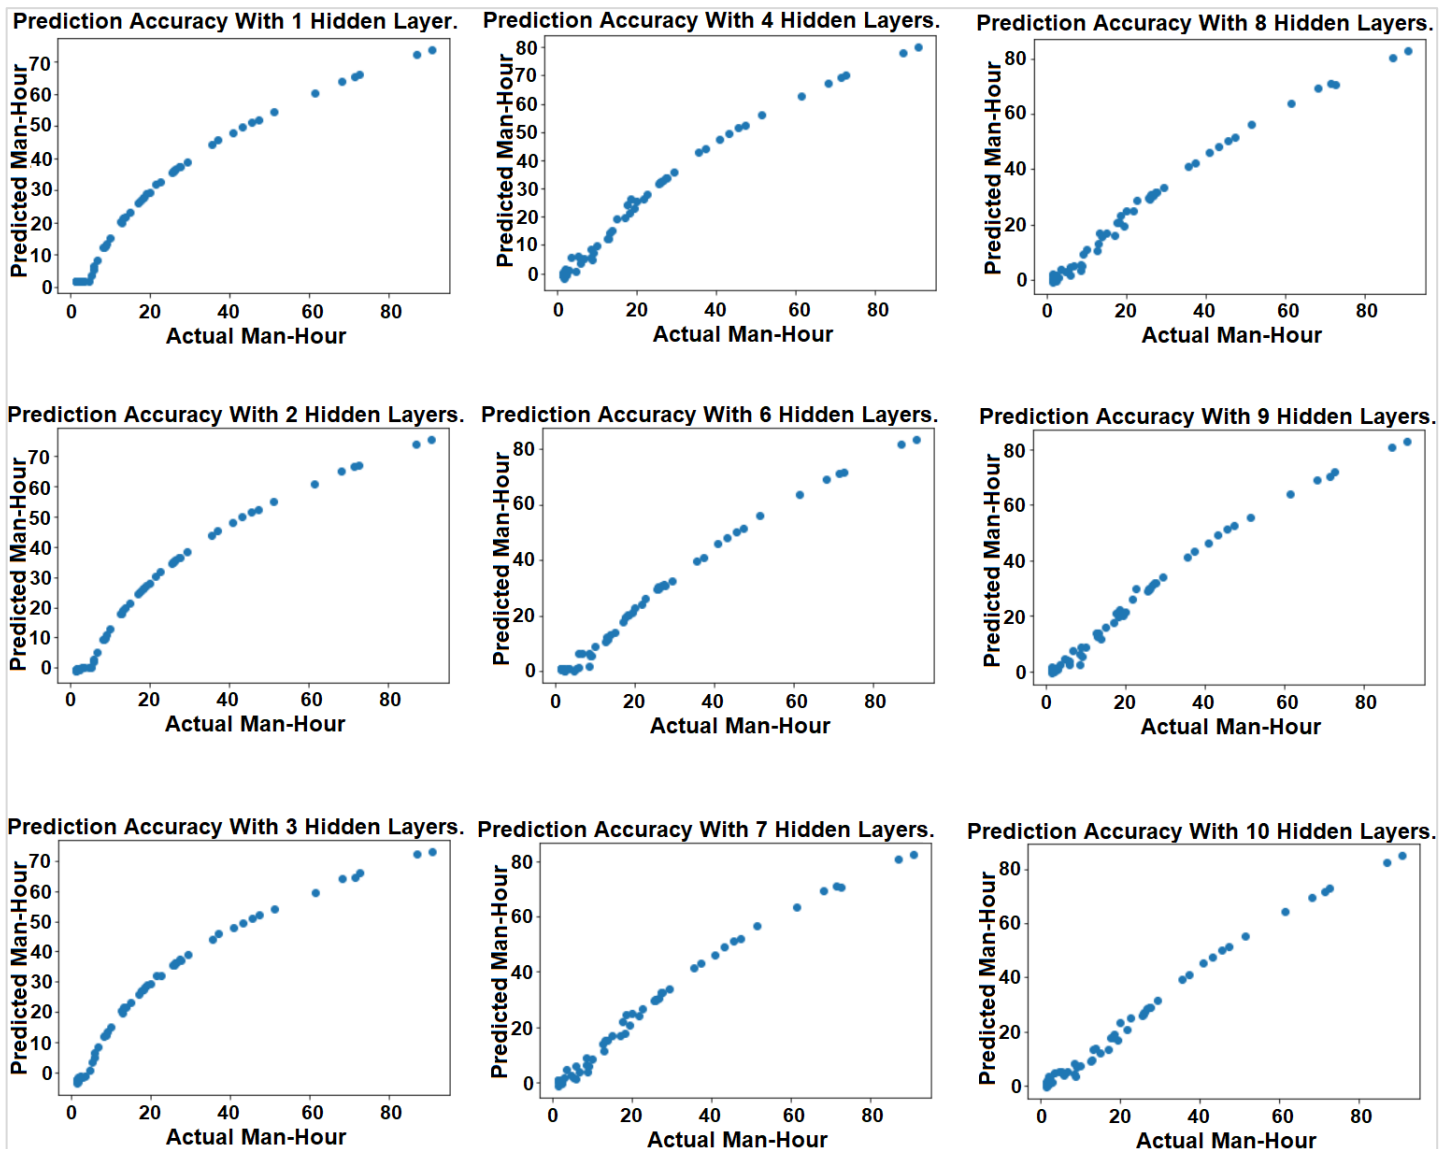 Prediction Accuracy With 1 Hidden Layer.
Predicted Man-Hour
70
60
50
40
30
20
10
0
0 20 40 60 80
Actual Man-Hour
Prediction Accuracy With 4 Hidden Layers.
Predicted Man-Hour
80
70
60
50
40
30
20
10
0
0 20 40 60 80
Actual Man-Hour
Prediction Accuracy With 8 Hidden Layers.
Predicted Man-Hour
80
60
40
20
0
0 20 40 60 80
Actual Man-Hour
Prediction Accuracy With 2 Hidden Layers.
Predicted Man-Hour
70
60
50
40
30
20
10
0
0 20 40 60 80
Actual Man-Hour
Prediction Accuracy With 6 Hidden Layers.
Predicted Man-Hour
80
60
40
20
0
0 20 40 60 80
Actual Man-Hour
Prediction Accuracy With 9 Hidden Layers.
Predicted Man-Hour
80
60
40
20
0
0 20 40 60 80
Actual Man-Hour
Prediction Accuracy With 3 Hidden Layers.
Predicted Man-Hour
70
60
50
40
30
20
10
0
0 20 40 60 80
Actual Man-Hour
Prediction Accuracy With 7 Hidden Layers.
Predicted Man-Hour
80
60
40
20
0
0 20 40 60 80
Actual Man-Hour
Prediction Accuracy With 10 Hidden Layers.
Predicted Man-Hour
80
60
40
20
0
0 20 40 60 80
Actual Man-Hour